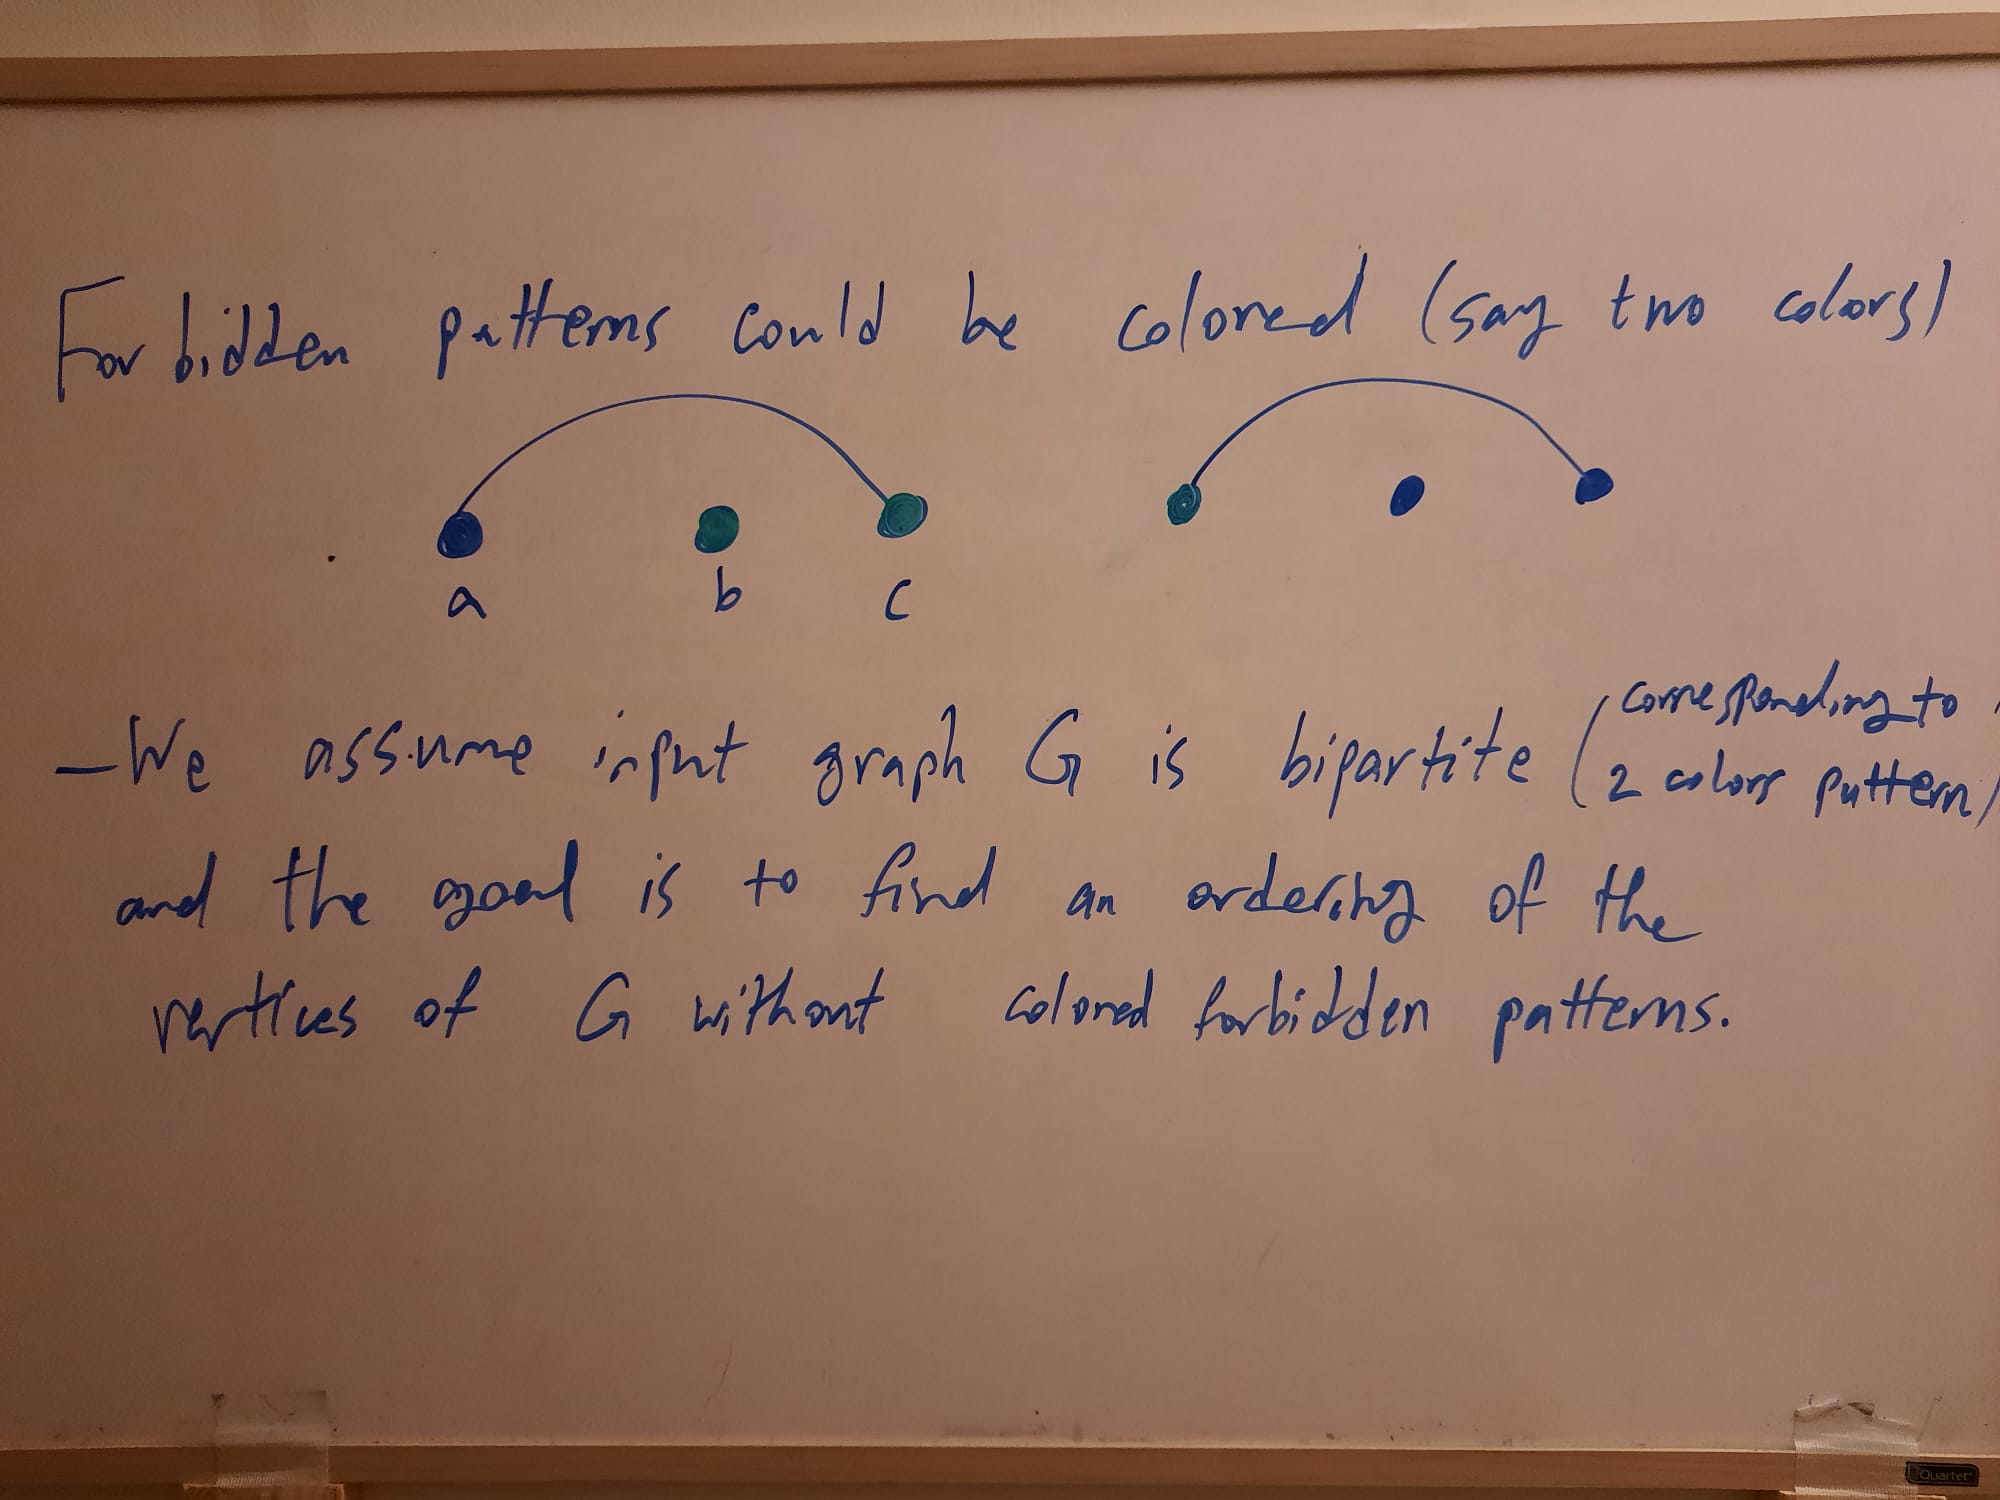 Forbidden patterns could be colored (say two colors)
a b c
- We assume input graph G is bipartite (corresponding to
2 colors pattern)
and the goal is to find an ordering of the
vertices of G without colored forbidden patterns.
Quartet